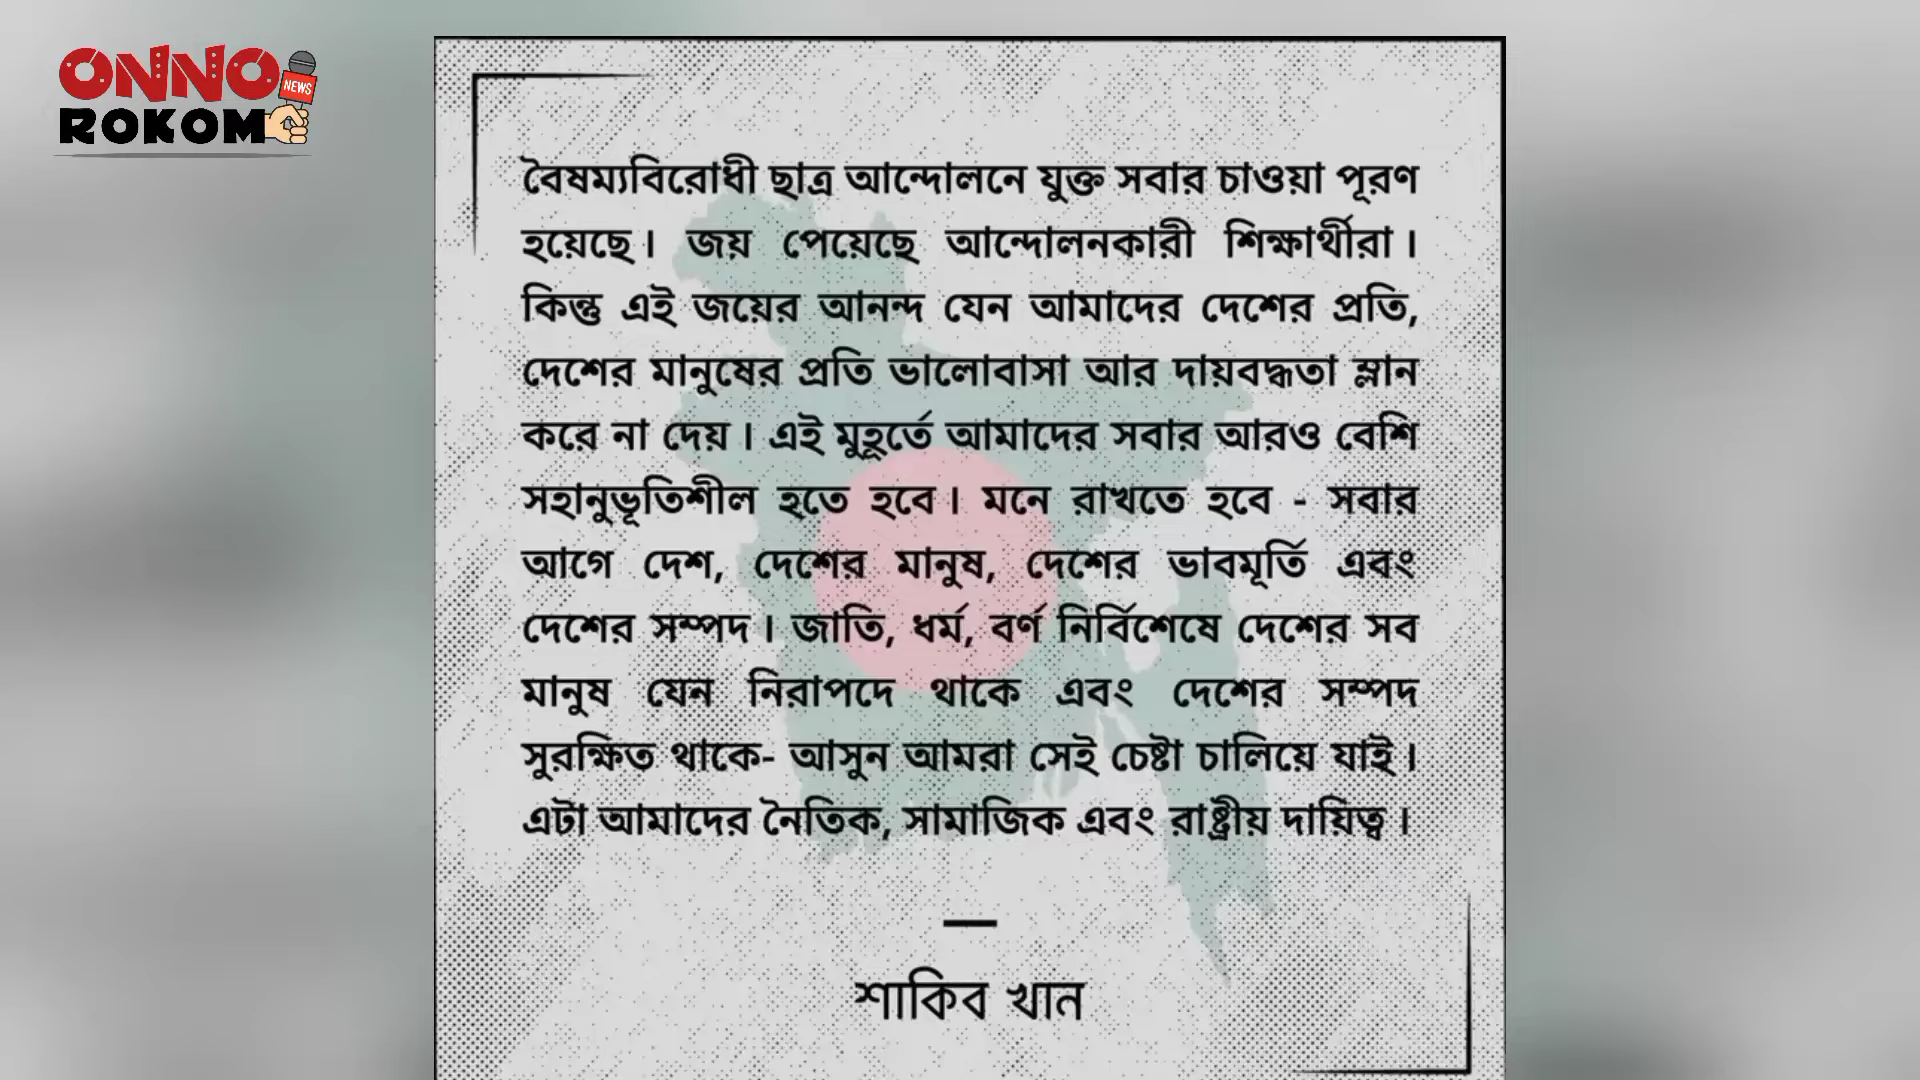 ONNO
NEWS
ROKOM
বৈষম্যবিরোধী ছাত্র আন্দোলনে যুক্ত সবার চাওয়া পূরণ
হয়েছে। জয় পেয়েছে আন্দোলনকারী শিক্ষার্থীরা।
কিন্তু এই জয়ের আনন্দ যেন আমাদের দেশের প্রতি,
দেশের মানুষের প্রতি ভালোবাসা আর দায়বদ্ধতা ম্লান
করে না দেয়। এই মুহূর্তে আমাদের সবার আরও বেশি
সহানুভূতিশীল হতে হবে। মনে রাখতে হবে - সবার
আগে দেশ, দেশের মানুষ, দেশের ভাবমূর্তি এবং
দেশের সম্পদ। জাতি, ধর্ম, বর্ণ নির্বিশেষে দেশের সব
মানুষ যেন নিরাপদে থাকে এবং দেশের সম্পদ
সুরক্ষিত থাকে- আসুন আমরা সেই চেষ্টা চালিয়ে যাই।
এটা আমাদের নৈতিক, সামাজিক এবং রাষ্ট্রীয় দায়িত্ব।
—
শাকিব খান